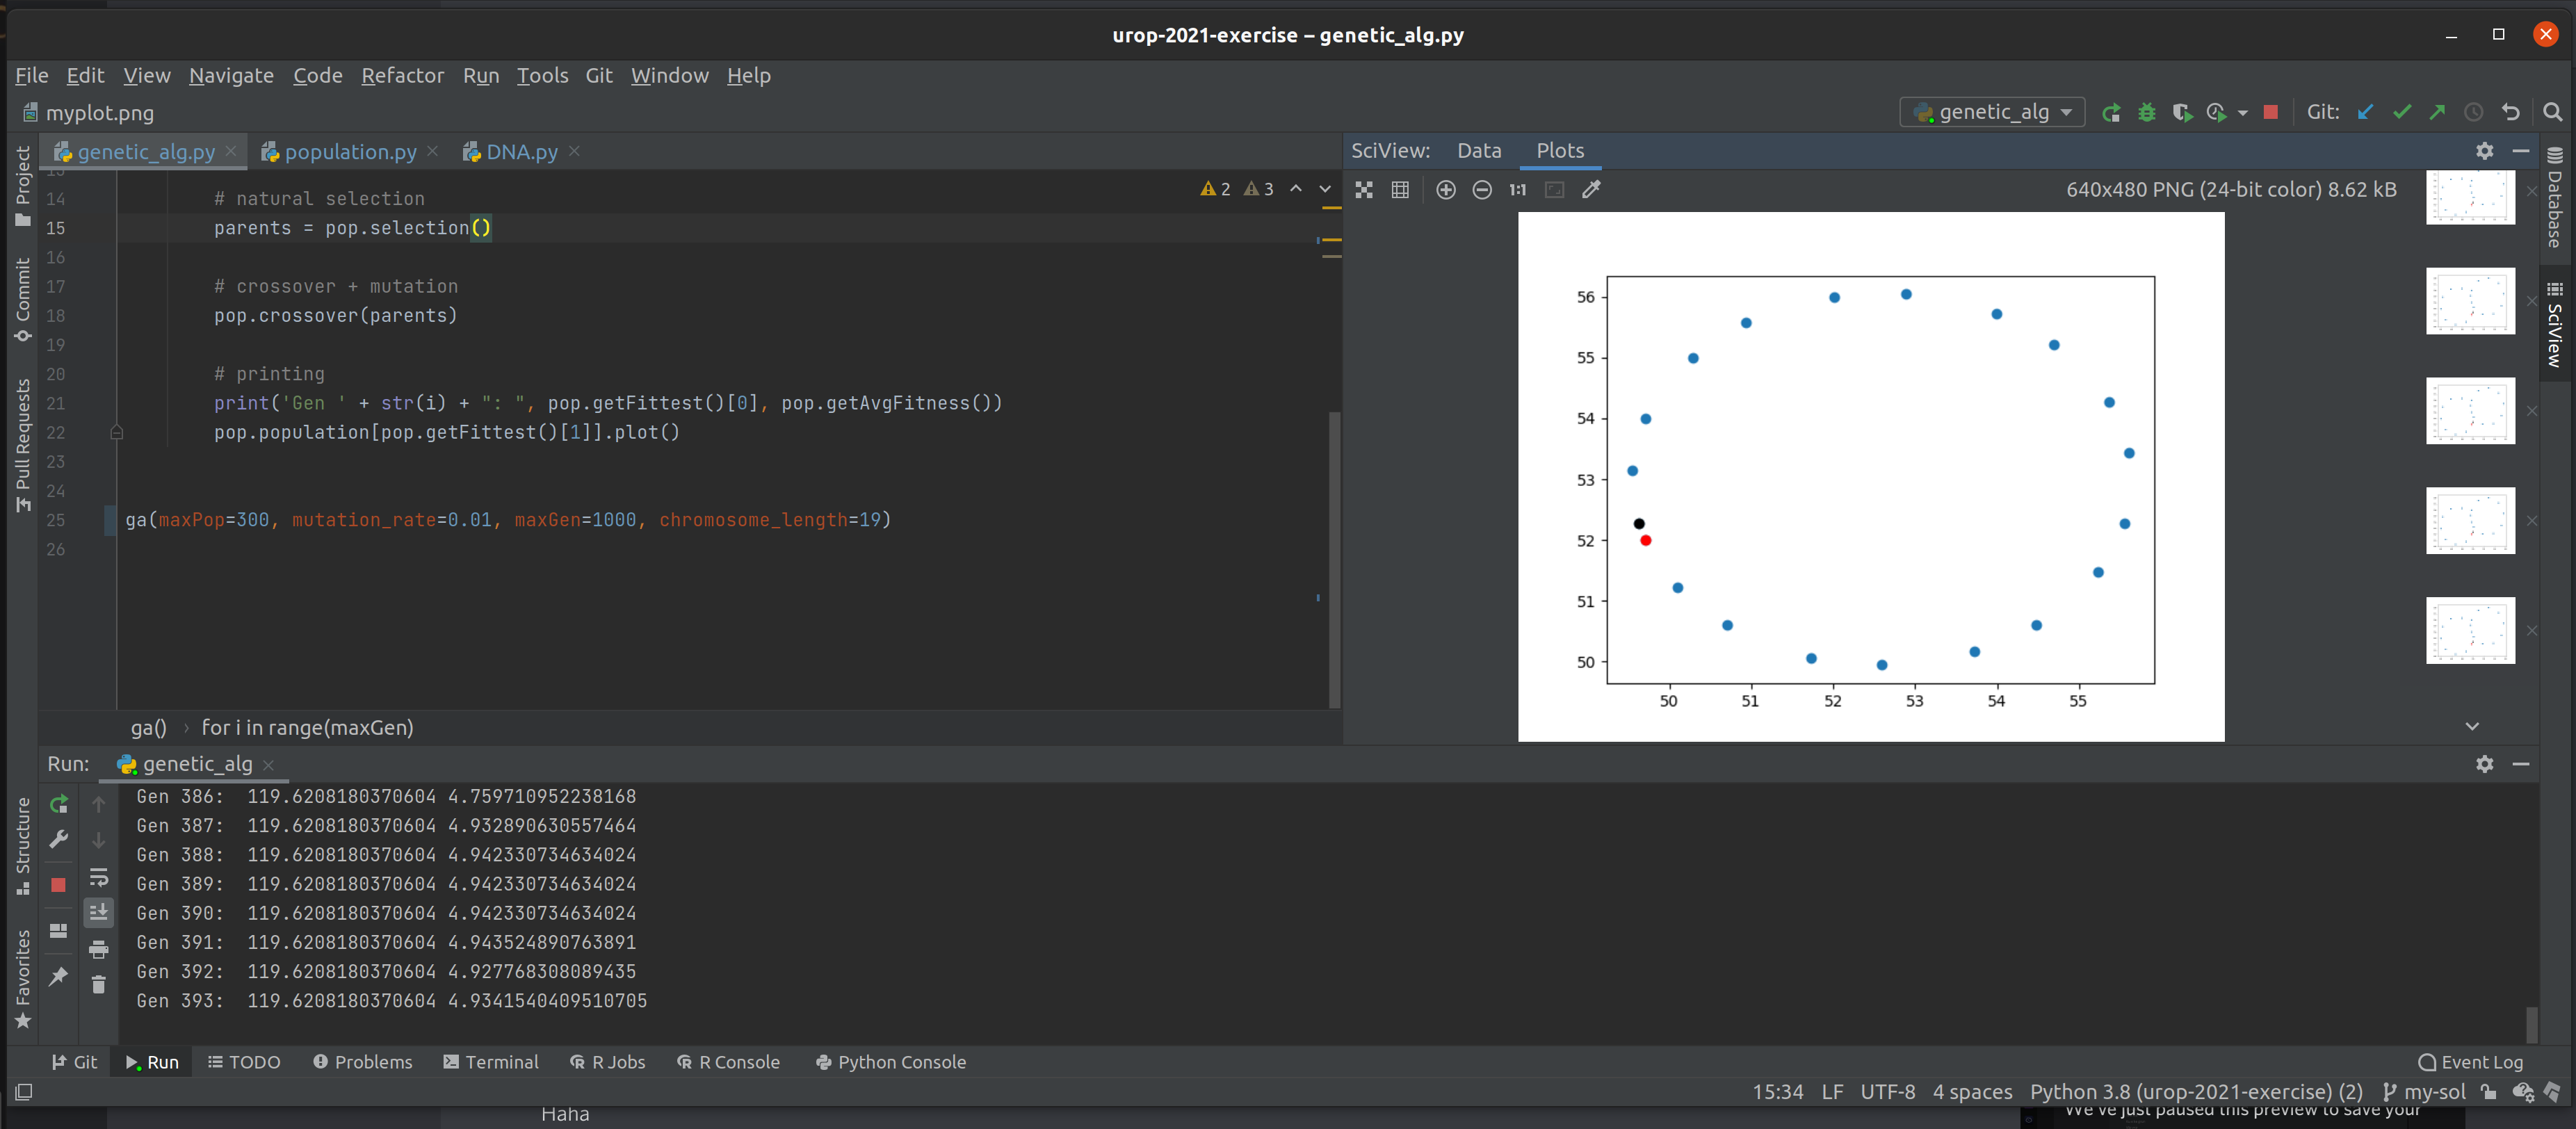 urop-2021-exercise – genetic_alg.py
File Edit View Navigate Code Refactor Run Tools Git Window Help
myplot.png
genetic_alg
Git:
genetic_alg.py
population.py
DNA.py
SciView: Data Plots
Project
Commit
Pull Requests
Structure
Favorites
Database
SciView
2 3
640x480 PNG (24-bit color) 8.62 kB
14 # natural selection
15 parents = pop.selection()
16
17 # crossover + mutation
18 pop.crossover(parents)
19
20 # printing
21 print('Gen ' + str(i) + ": ", pop.getFittest()[0], pop.getAvgFitness())
22 pop.population[pop.getFittest()[1]].plot()
23
24
25 ga(maxPop=300, mutation_rate=0.01, maxGen=1000, chromosome_length=19)
26
56
55
54
53
52
51
50
50 51 52 53 54 55
ga() › for i in range(maxGen)
Run: genetic_alg
Gen 386: 119.6208180370604 4.759710952238168
Gen 387: 119.6208180370604 4.932890630557464
Gen 388: 119.6208180370604 4.942330734634024
Gen 389: 119.6208180370604 4.942330734634024
Gen 390: 119.6208180370604 4.942330734634024
Gen 391: 119.6208180370604 4.943524890763891
Gen 392: 119.6208180370604 4.927768308089435
Gen 393: 119.6208180370604 4.9341540409510705
Git Run TODO Problems Terminal R Jobs R Console Python Console
Event Log
15:34 LF UTF-8 4 spaces Python 3.8 (urop-2021-exercise) (2) my-sol
Haha
We've just paused this preview to save your